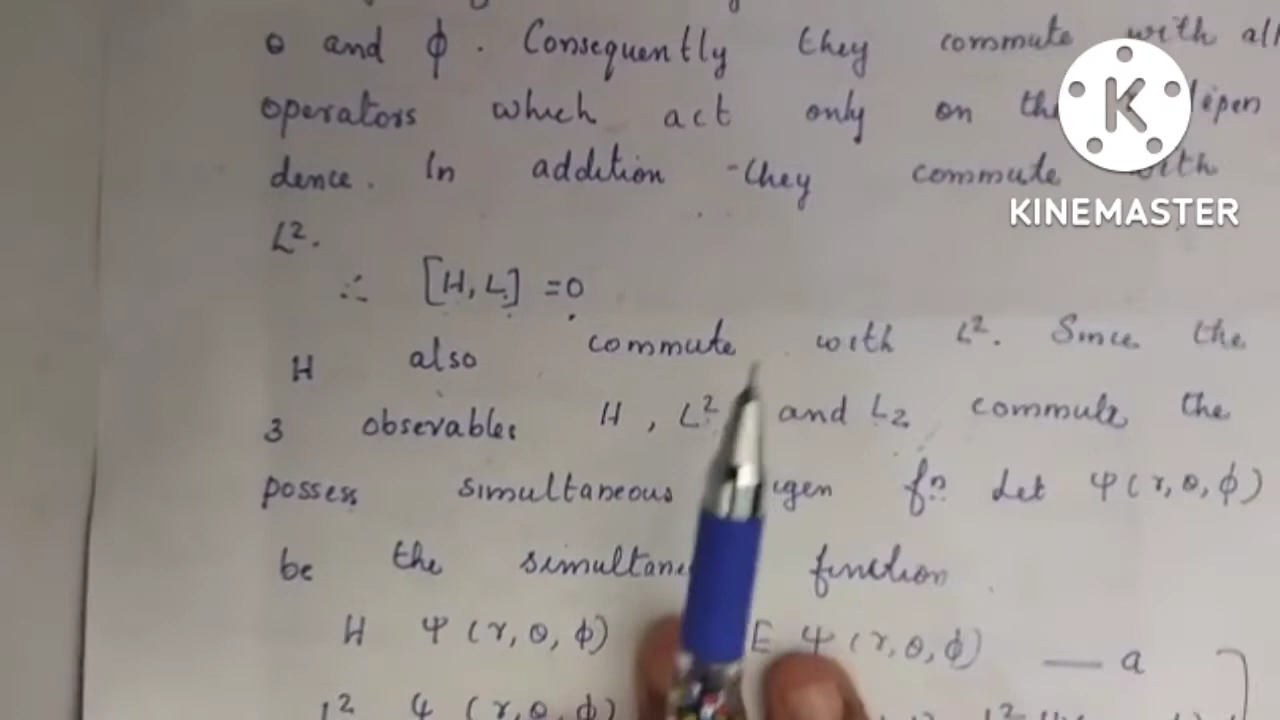 θ and ϕ. Consequently they commute with all
operators which act only on
dence. In addition they commute with
L².
∴ [H, L] = 0
H also commute with L². Since the
3 observables H, L² and Lz commute the
possess simultaneous fn Let Ψ(r, θ, ϕ)
be the function.
H Ψ(r, θ, ϕ) E Ψ(r, θ, ϕ) — a
L² Ψ (r, θ, ϕ)
K
KINEMASTER